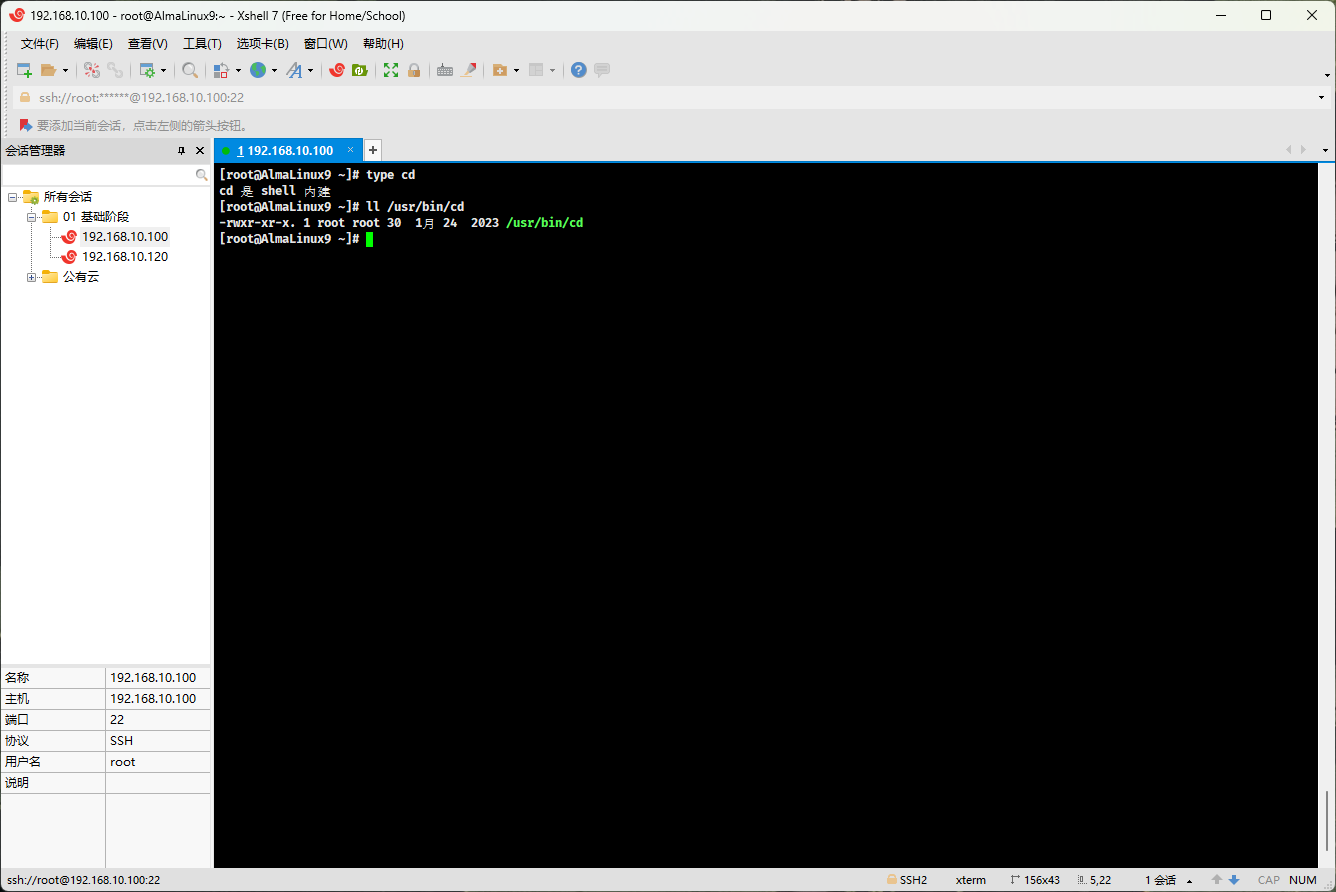 192.168.10.100 - root@AlmaLinux9:~ - Xshell 7 (Free for Home/School)
文件(F) 编辑(E) 查看(V) 工具(T) 选项卡(B) 窗口(W) 帮助(H)
ssh://root:******@192.168.10.100:22
要添加当前会话，点击左侧的箭头按钮。
会话管理器
1 192.168.10.100
所有会话
01 基础阶段
192.168.10.100
192.168.10.120
公有云
[root@AlmaLinux9 ~]# type cd
cd 是 shell 内建
[root@AlmaLinux9 ~]# ll /usr/bin/cd
-rwxr-xr-x. 1 root root 30  1月 24  2023 /usr/bin/cd
[root@AlmaLinux9 ~]#
名称 192.168.10.100
主机 192.168.10.100
端口 22
协议 SSH
用户名 root
说明
ssh://root@192.168.10.100:22 SSH2 xterm 156x43 5,22 1 会话 CAP NUM